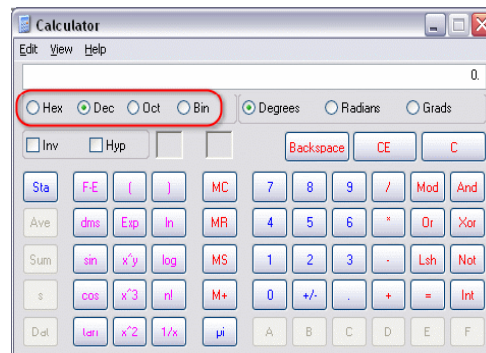 Calculator
Edit View Help
0.
Hex Dec Oct Bin Degrees Radians Grads
Inv Hyp Backspace CE C
Sta F-E ( ) MC 7 8 9 / Mod And
Ave dms Exp ln MR 4 5 6 * Or Xor
Sum sin x^y log MS 1 2 3 - Lsh Not
s cos x^3 n! M+ 0 +/- . + = Int
Dat tan x^2 1/x pi A B C D E F